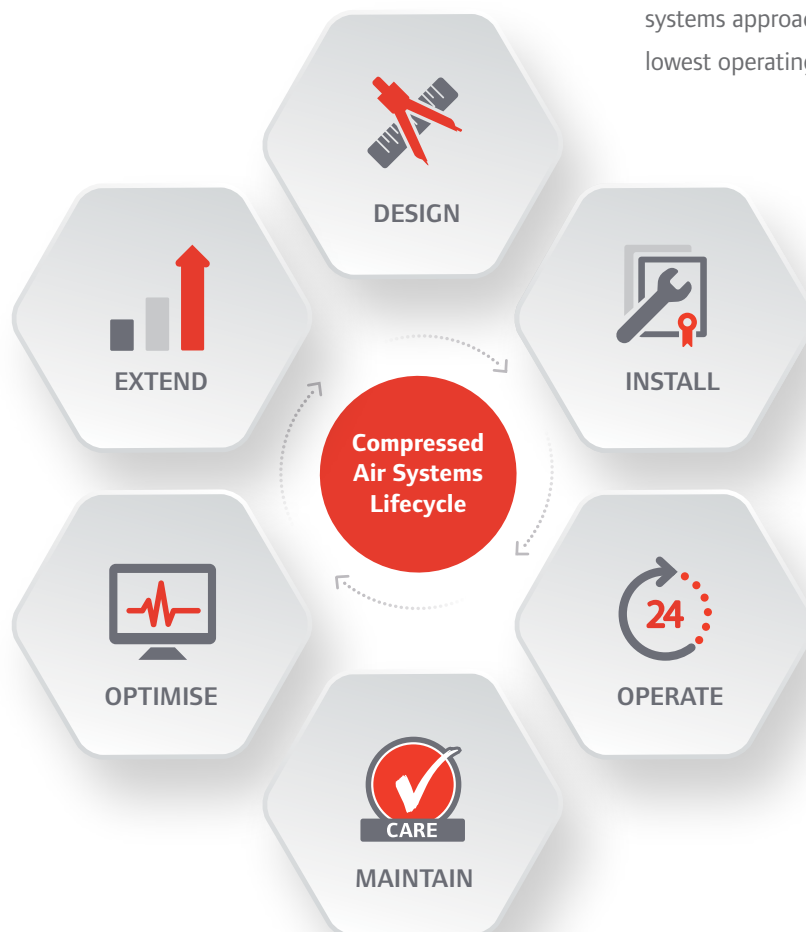 systems approac
lowest operating
DESIGN
EXTEND
INSTALL
Compressed
Air Systems
Lifecycle
OPTIMISE
24
OPERATE
CARE
MAINTAIN